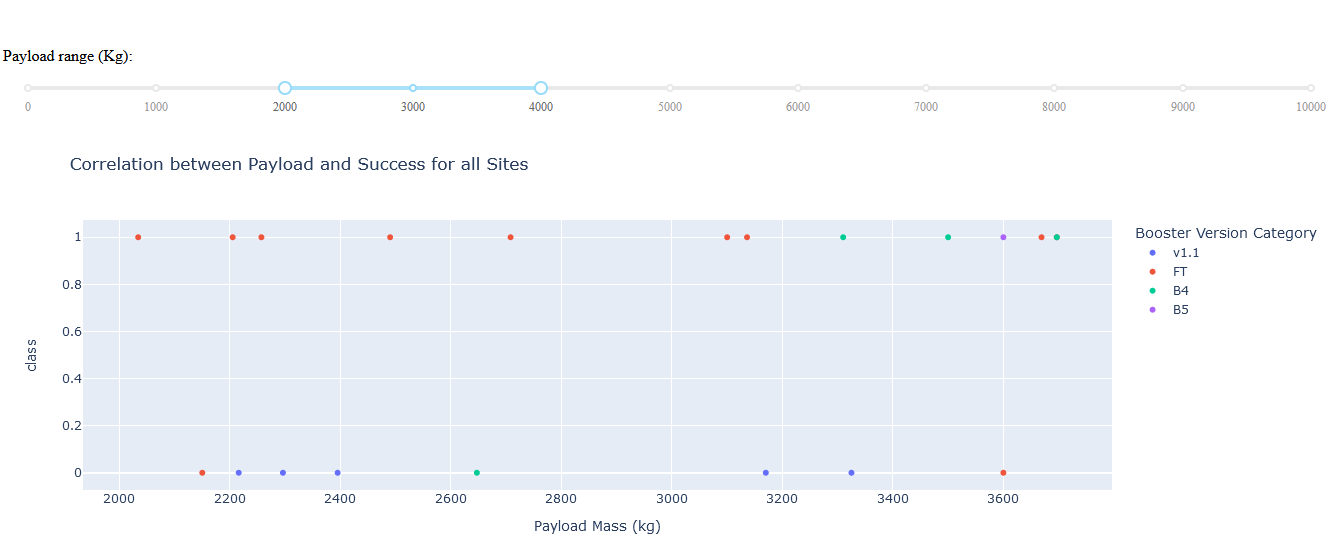 Payload range (Kg):
0 1000 2000 3000 4000 5000 6000 7000 8000 9000 10000
Correlation between Payload and Success for all Sites
1
0.8
0.6
0.4
0.2
0
class
2000 2200 2400 2600 2800 3000 3200 3400 3600
Payload Mass (kg)
Booster Version Category
v1.1
FT
B4
B5